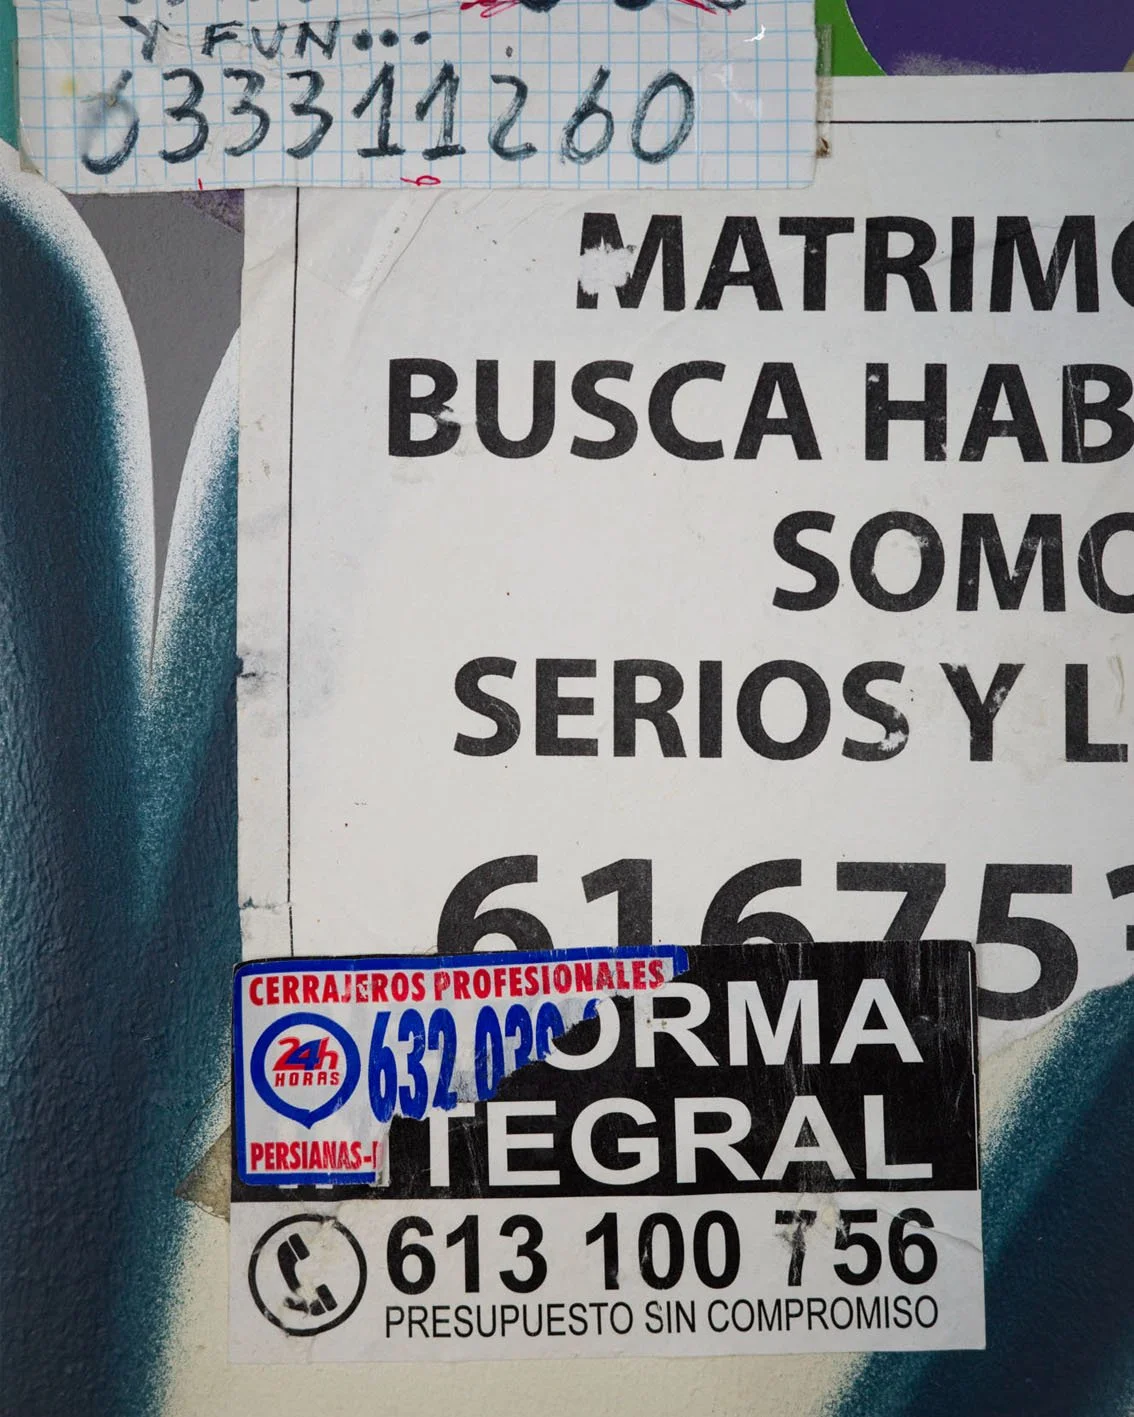 Y FUN...
633311260
MATRIMO
BUSCA HAB
SOMO
SERIOS Y L
61675
CERRAJEROS PROFESIONALES
24h
HORAS
632 03
PERSIANAS-
ORMA
TEGRAL
613 100 756
PRESUPUESTO SIN COMPROMISO